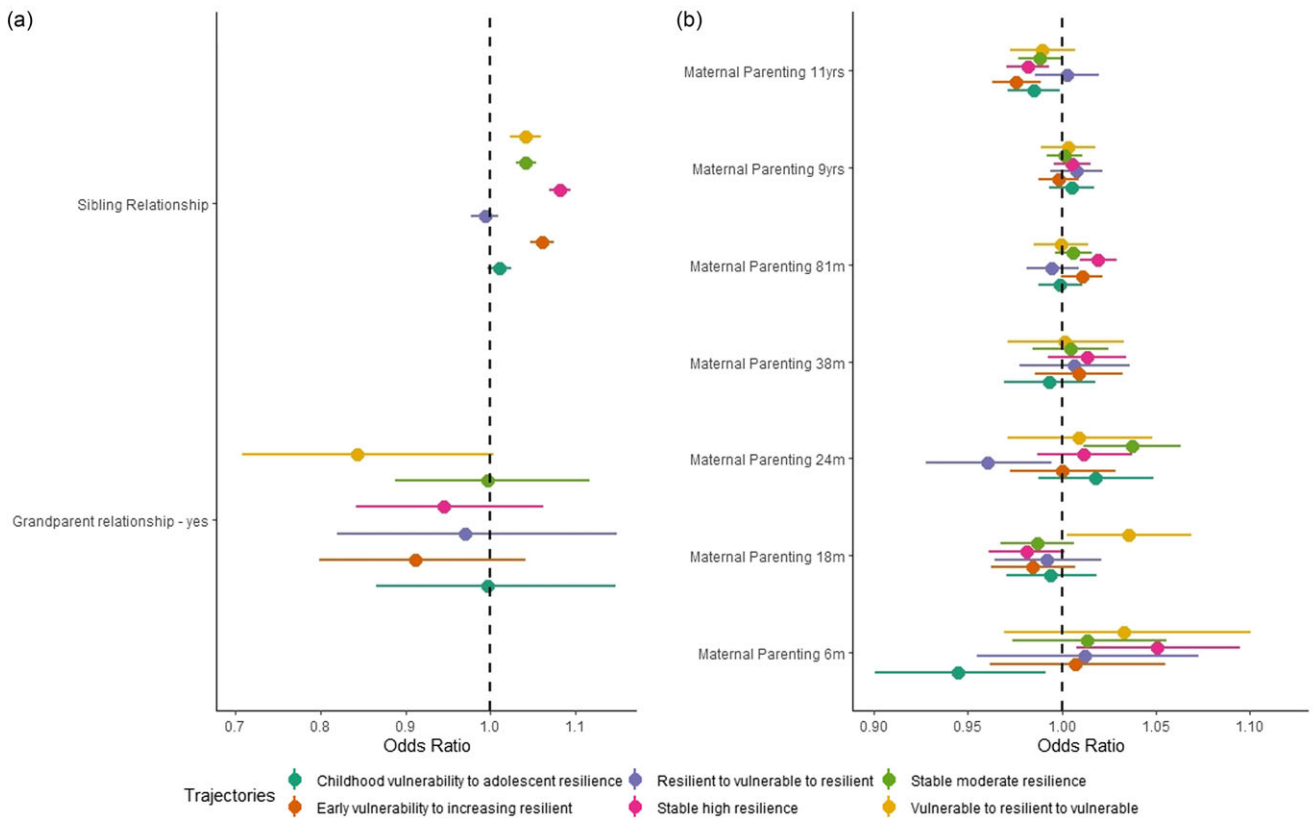 (a)
Sibling Relationship
Grandparent relationship - yes
0.7 0.8 0.9 1.0 1.1
Odds Ratio
(b)
Maternal Parenting 11yrs
Maternal Parenting 9yrs
Maternal Parenting 81m
Maternal Parenting 38m
Maternal Parenting 24m
Maternal Parenting 18m
Maternal Parenting 6m
0.90 0.95 1.00 1.05 1.10
Odds Ratio
Trajectories
Childhood vulnerability to adolescent resilience
Early vulnerability to increasing resilient
Resilient to vulnerable to resilient
Stable high resilience
Stable moderate resilience
Vulnerable to resilient to vulnerable